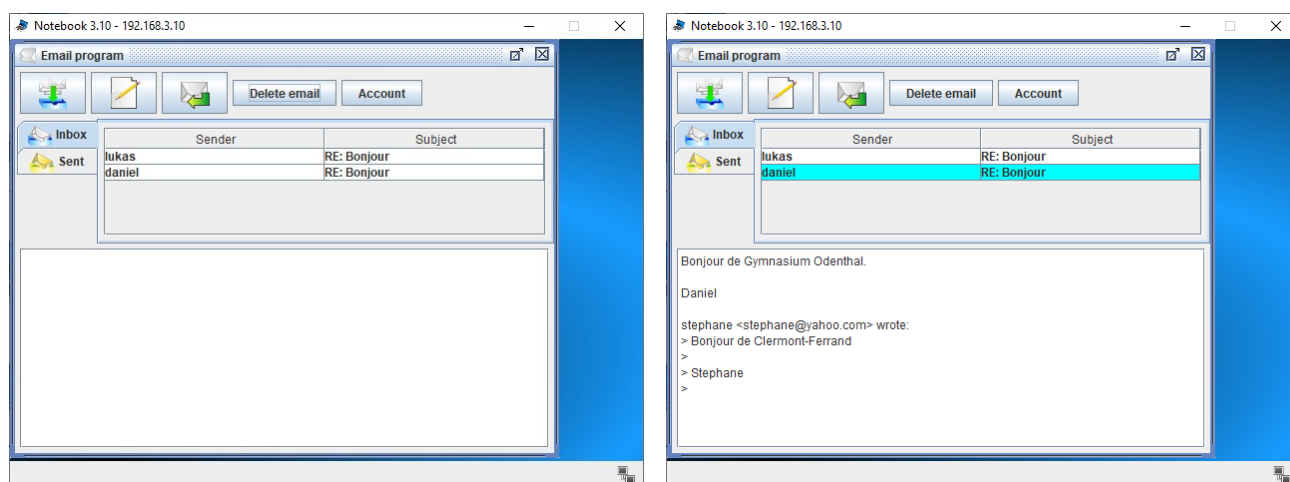 Notebook 3.10 - 192.168.3.10
Email program
Delete email
Account
Inbox
Sent
Sender
Subject
lukas
RE: Bonjour
daniel
RE: Bonjour
Notebook 3.10 - 192.168.3.10
Email program
Delete email
Account
Inbox
Sent
Sender
Subject
lukas
RE: Bonjour
daniel
RE: Bonjour
Bonjour de Gymnasium Odenthal.
Daniel
stephane <stephane@yahoo.com> wrote:
> Bonjour de Clermont-Ferrand
>
> Stephane
>